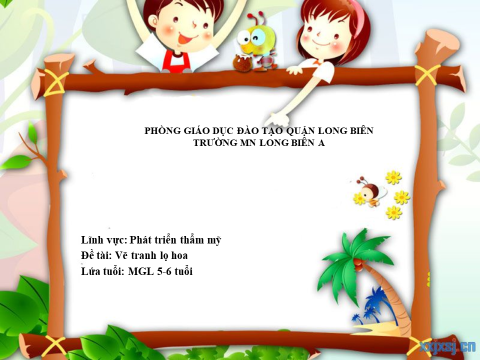 PHÒNG GIÁO DỤC ĐÀO TẠO QUẬN LONG BIÊN
TRƯỜNG MN LONG BIÊN A
Lĩnh vực: Phát triển thẩm mỹ
Đề tài: Vẽ tranh lọ hoa
Lứa tuổi: MGL 5-6 tuổi